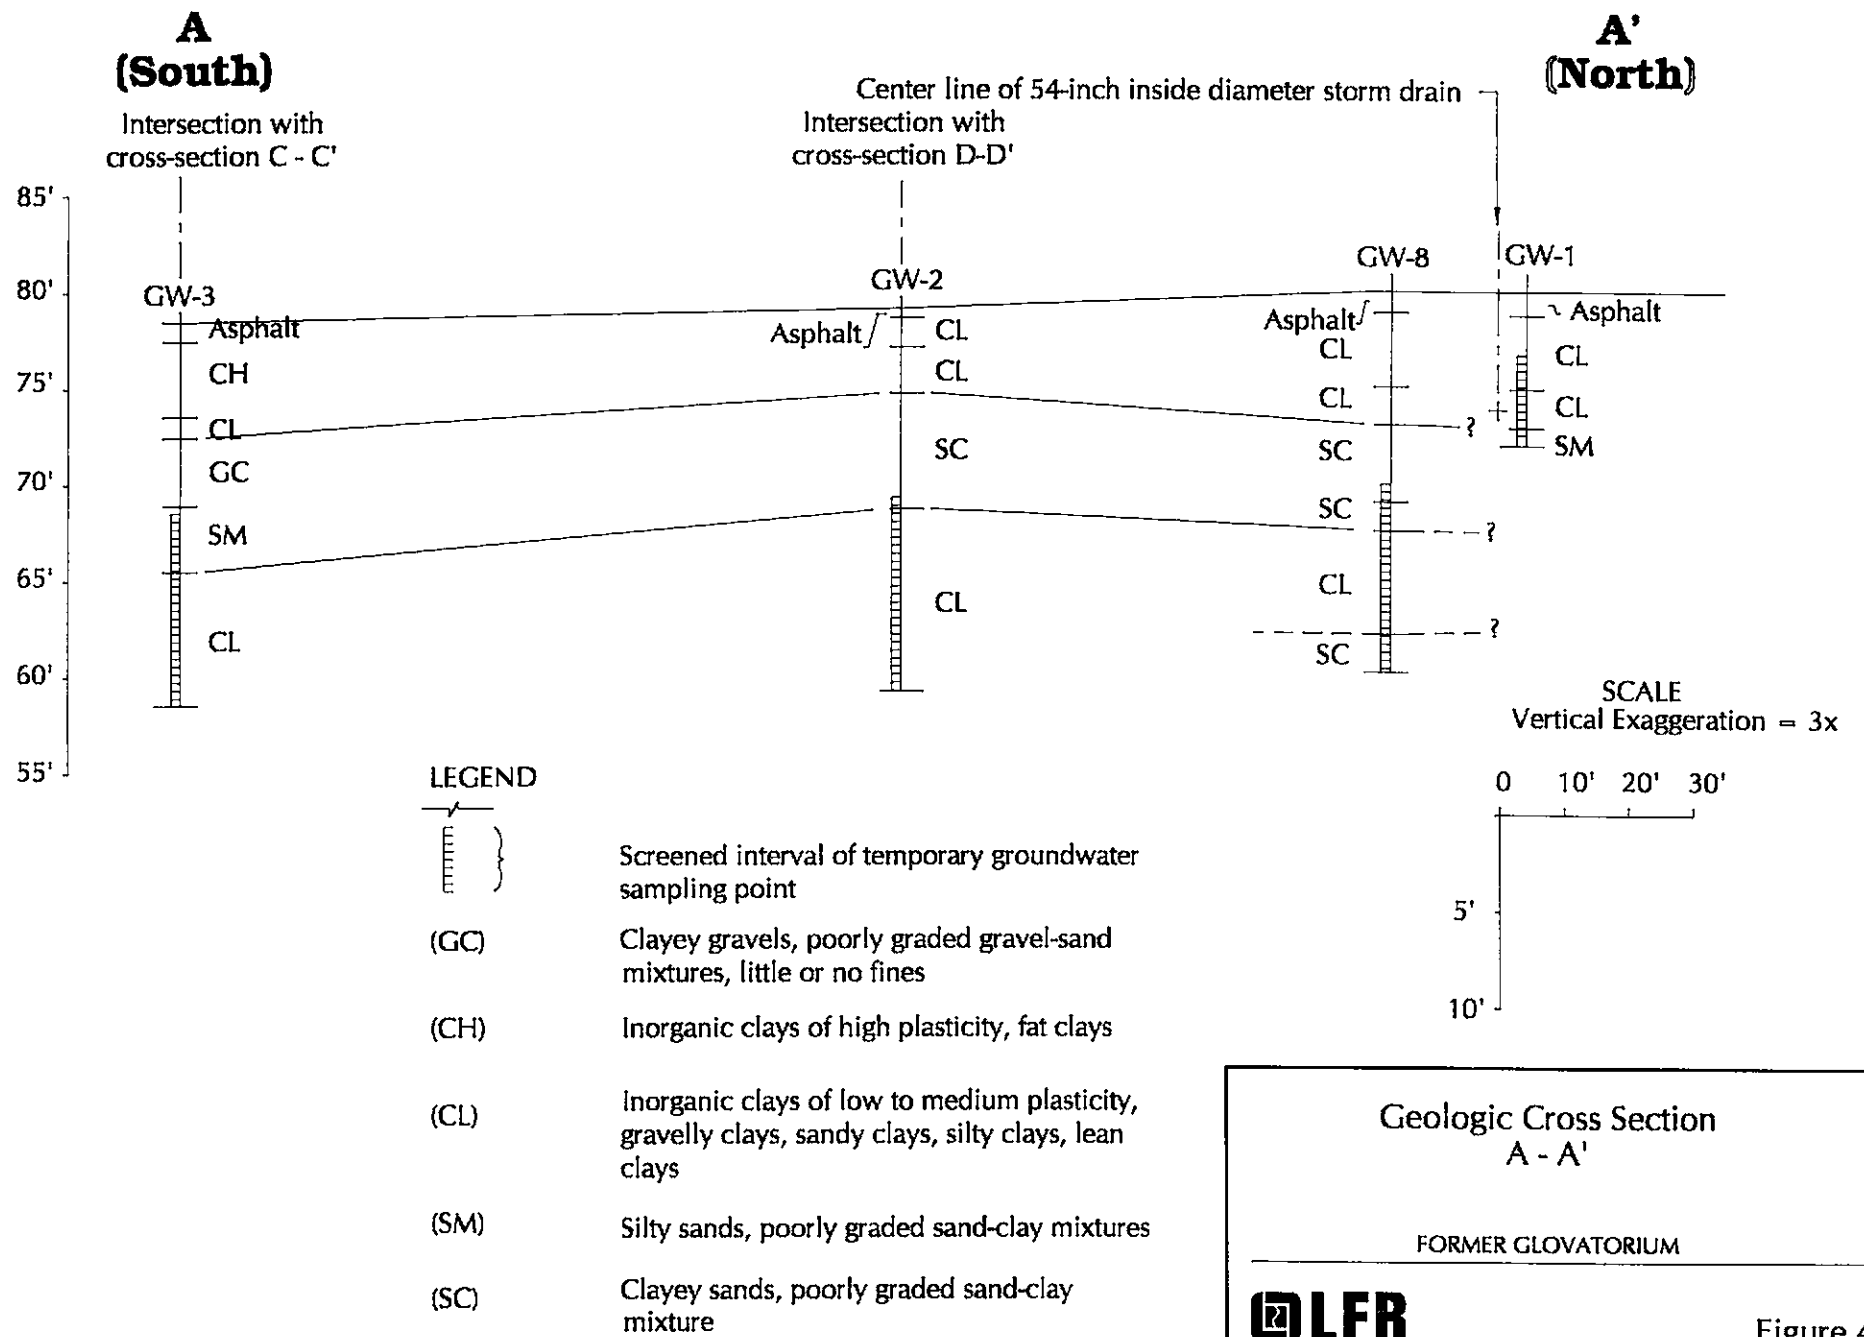 A
(South)
A'
(North)
Center line of 54-inch inside diameter storm drain
Intersection with
cross-section C - C'
Intersection with
cross-section D-D'
85'
80'
75'
70'
65'
60'
55'
GW-3
Asphalt
CH
CL
GC
SM
CL
GW-2
Asphalt
CL
CL
SC
CL
GW-8
Asphalt
CL
CL
SC
SC
CL
SC
?
?
?
GW-1
Asphalt
CL
CL
SM
SCALE
Vertical Exaggeration = 3x
0 10' 20' 30'
5'
10'
LEGEND
Screened interval of temporary groundwater
sampling point
(GC) Clayey gravels, poorly graded gravel-sand
mixtures, little or no fines
(CH) Inorganic clays of high plasticity, fat clays
(CL) Inorganic clays of low to medium plasticity,
gravelly clays, sandy clays, silty clays, lean
clays
(SM) Silty sands, poorly graded sand-clay mixtures
(SC) Clayey sands, poorly graded sand-clay
mixture
Geologic Cross Section
A - A'
FORMER GLOVATORIUM
LFR
Figure